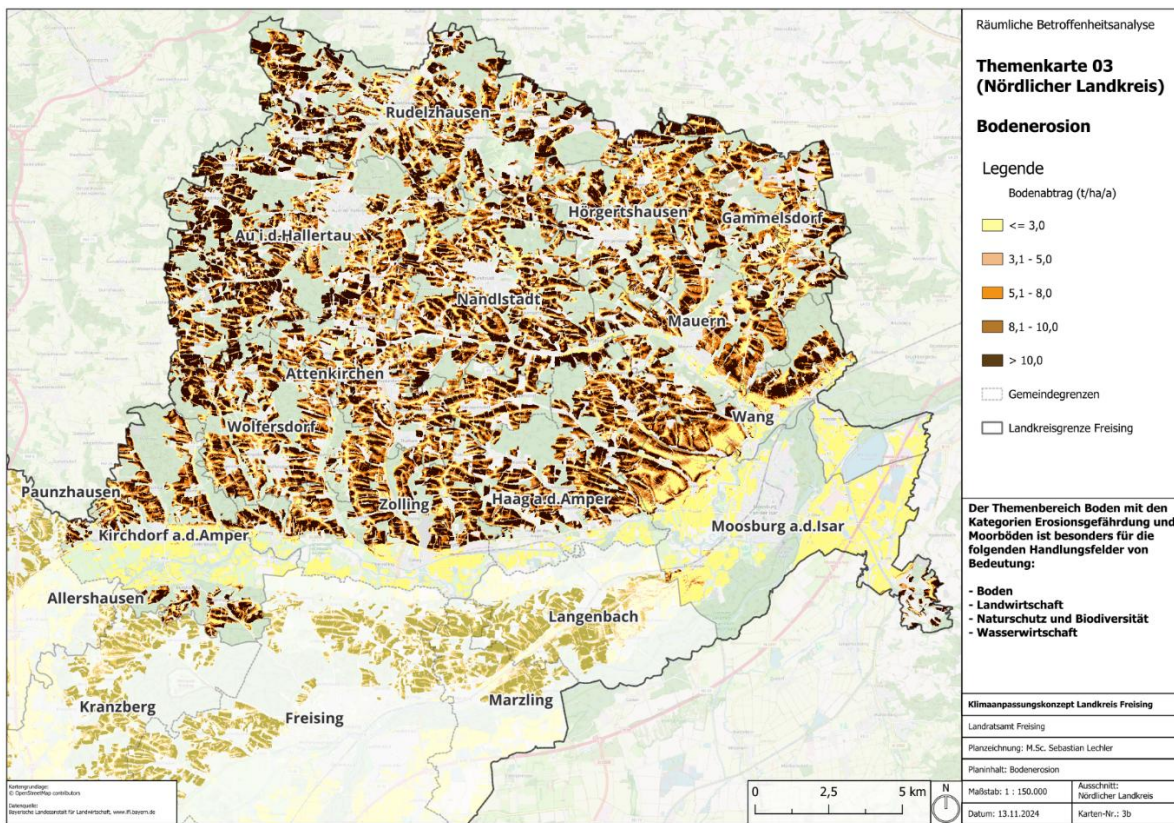 Räumliche Betroffenheitsanalyse
Themenkarte 03
(Nördlicher Landkreis)
Bodenerosion
Legende
Bodenabtrag (t/ha/a)
<= 3,0
3,1 - 5,0
5,1 - 8,0
8,1 - 10,0
> 10,0
Gemeindegrenzen
Landkreisgrenze Freising
Der Themenbereich Boden mit den
Kategorien Erosionsgefährdung und
Moorböden ist besonders für die
folgenden Handlungsfelder von
Bedeutung:
- Boden
- Landwirtschaft
- Naturschutz und Biodiversität
- Wasserwirtschaft
Klimaanpassungskonzept Landkreis Freising
Landratsamt Freising
Planzeichnung: M.Sc. Sebastian Lechler
Planinhalt: Bodenerosion
Maßstab: 1 : 150.000
Ausschnitt:
Nördlicher Landkreis
Datum: 13.11.2024
Karten-Nr.: 3b
Rudelzhausen
Hörgertshausen
Gammelsdorf
Au i.d.Hallertau
Nandlstadt
Mauern
Attenkirchen
Wang
Wolfersdorf
Paunzhausen
Zolling
Haag a.d.Amper
Kirchdorf a.d.Amper
Moosburg a.d.Isar
Allershausen
Langenbach
Kranzberg
Freising
Marzling
0 2,5 5 km
N
Kartengrundlage:
© OpenStreetMap contributors
Datenquelle:
Bayerische Landesanstalt für Landwirtschaft, www.lfl.bayern.de